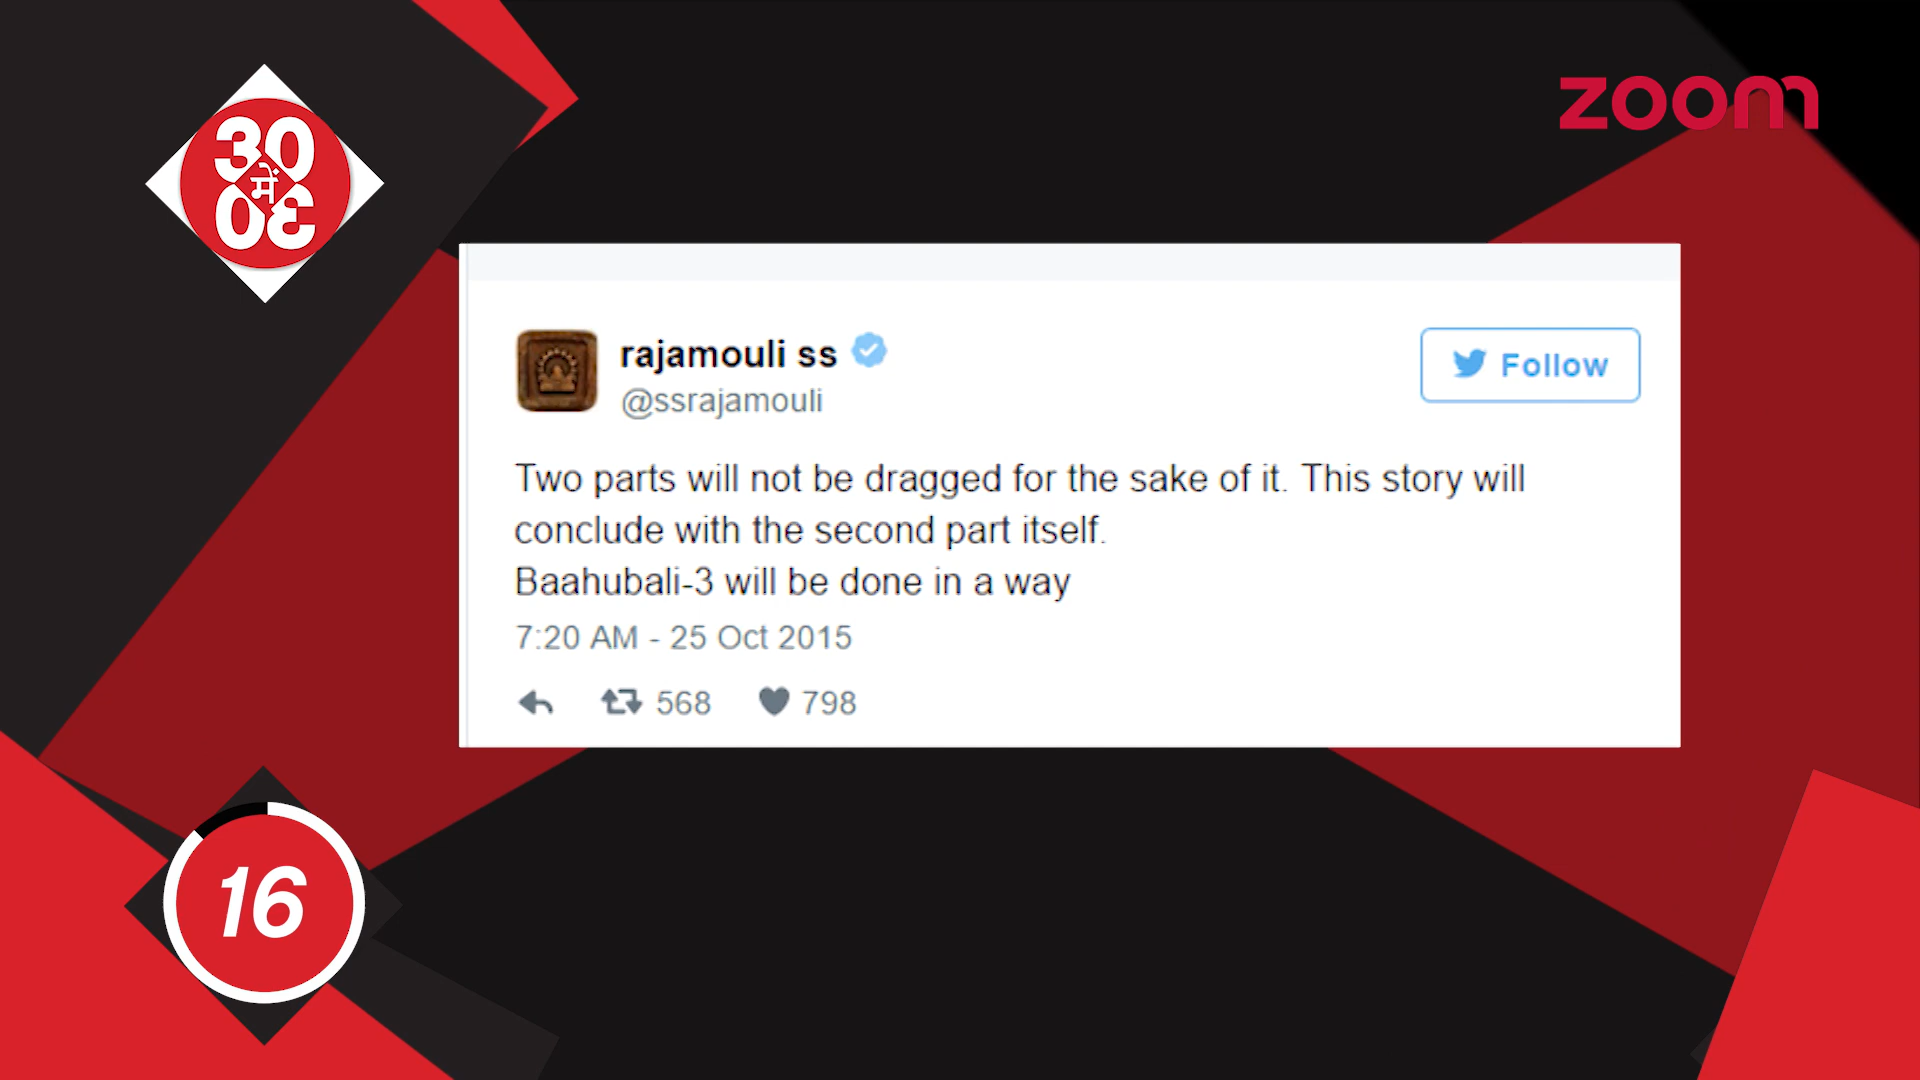 30
में
30
zoom
rajamouli ss
@ssrajamouli
Follow
Two parts will not be dragged for the sake of it. This story will
conclude with the second part itself.
Baahubali-3 will be done in a way
7:20 AM - 25 Oct 2015
568 798
16